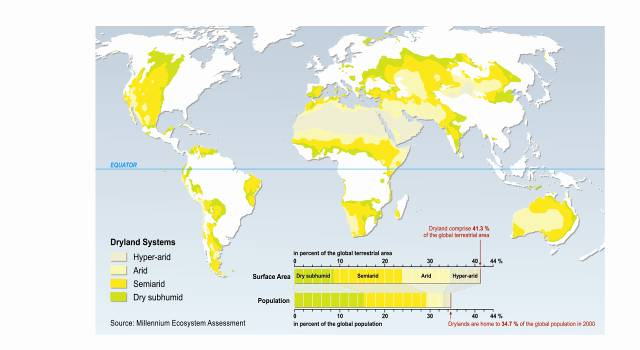 EQUATOR
Dryland Systems
Hyper-arid
Arid
Semiarid
Dry subhumid
Source: Millennium Ecosystem Assessment
Dryland comprise 41.3 %
of the global terrestrial area
in percent of the global terrestrial area
0 10 20 30 40 44 %
Surface Area
Dry subhumid Semiarid Arid Hyper-arid
Population
0 10 20 30 40 44 %
in percent of the global population
Drylands are home to 34.7 % of the global population in 2000